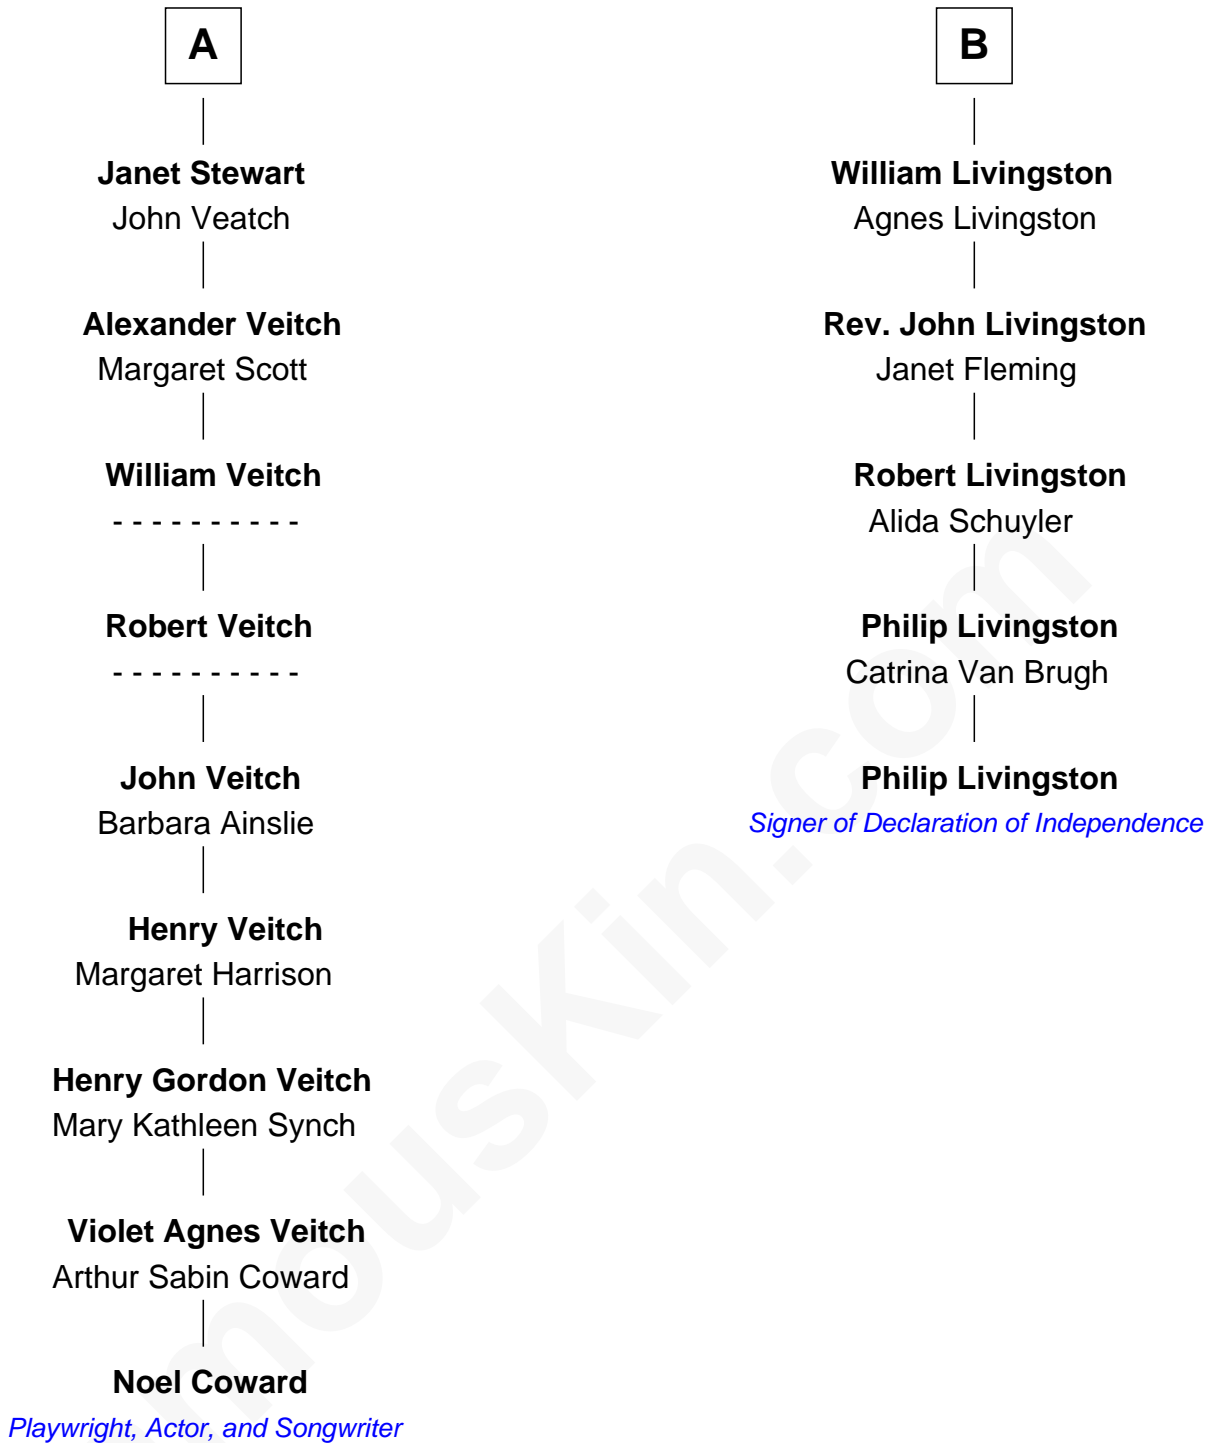 A
Janet Stewart
John Veatch
Alexander Veitch
Margaret Scott
William Veitch
- - - - - - - - - -
Robert Veitch
- - - - - - - - - -
John Veitch
Barbara Ainslie
Henry Veitch
Margaret Harrison
Henry Gordon Veitch
Mary Kathleen Synch
Violet Agnes Veitch
Arthur Sabin Coward
Noel Coward
Playwright, Actor, and Songwriter
B
William Livingston
Agnes Livingston
Rev. John Livingston
Janet Fleming
Robert Livingston
Alida Schuyler
Philip Livingston
Catrina Van Brugh
Philip Livingston
Signer of Declaration of Independence
mousKin.com